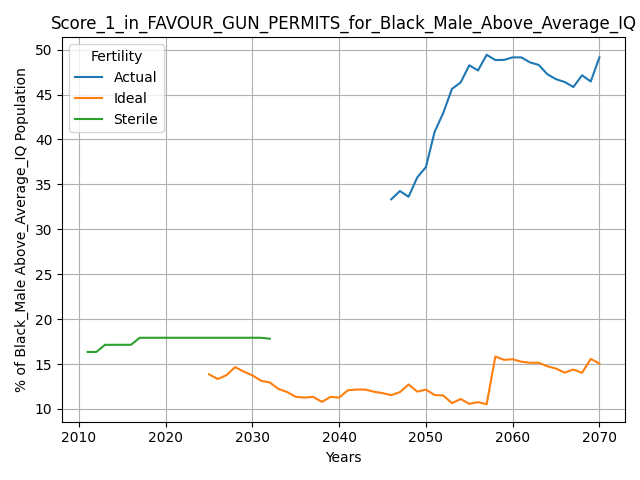 Score_1_in_FAVOUR_GUN_PERMITS_for_Black_Male_Above_Average_IQ
Fertility
Actual
Ideal
Sterile
% of Black_Male Above_Average_IQ Population
50
45
40
35
30
25
20
15
10
2010 2020 2030 2040 2050 2060 2070
Years